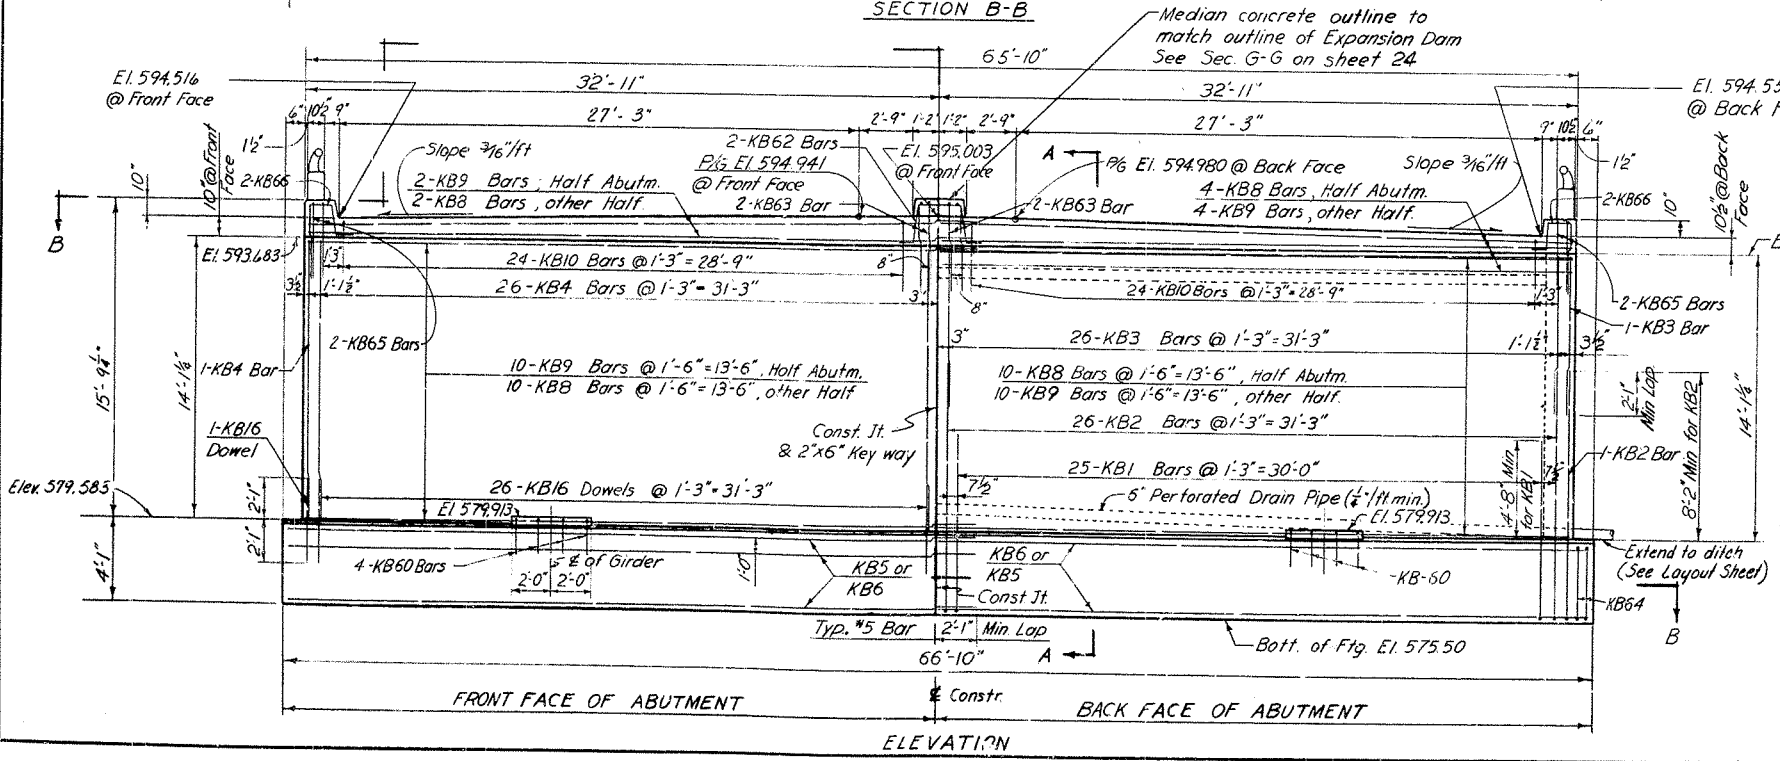 SECTION B-B
Median concrete outline to
match outline of Expansion Dam
See Sec. G-G on sheet 24
65'-10"
32'-11"
32'-11"
El. 594.516
@ Front Face
El. 594.55
@ Back F
6" 10½" 9"
27'-3"
2'-9" 1'-2" 1'-2" 2'-9"
27'-3"
9" 10½ 6"
1½"
1½"
Slope 3/16"/ft
2-KB62 Bars
P/G El. 594.941
@ Front Face
El. 595.003
@ Front Face
A
P/G El. 594.980 @ Back Face
Slope 3/16"/ft
10"
10" @ Front
Face
2-KB66
2-KB9 Bars, Half Abutm.
2-KB8 Bars, other Half
2-KB63 Bar
2-KB63 Bar
4-KB8 Bars, Half Abutm.
4-KB9 Bars, other Half.
2-KB66
10"
10½" @ Back
Face
B
El. 593.683
1'-3"
24-KB10 Bars @ 1'-3" = 28'-9"
8"
3½" 1'-1½"
26-KB4 Bars @ 1'-3" = 31'-3"
3"
8"
24-KB10 Bars @ 1'-3" = 28'-9"
1'-3"
2-KB65 Bars
1-KB3 Bar
2-KB65 Bars
3"
26-KB3 Bars @ 1'-3" = 31'-3"
1'-1½" 3½"
15'-9¼"
14'-1⅛"
1-KB4 Bar
10-KB9 Bars @ 1'-6" = 13'-6", Half Abutm.
10-KB8 Bars @ 1'-6" = 13'-6", other Half
10-KB8 Bars @ 1'-6" = 13'-6", Half Abutm.
10-KB9 Bars @ 1'-6" = 13'-6", other Half.
2'-1"
Min Lap
8'-2" Min for KB2
14'-1⅛"
1-KB16
Dowel
Const. Jt.
& 2"x6" Key way
26-KB2 Bars @ 1'-3" = 31'-3"
1-KB2 Bar
25-KB1 Bars @ 1'-3" = 30'-0"
7½"
7½"
4'-8" Min
for KB1
Elev. 579.585
2'-1"
26-KB16 Dowels @ 1'-3" = 31'-3"
6" Perforated Drain Pipe (¼"/ft min.)
El. 579.913
El. 579.913
2'-1"
4'-1"
4-KB60 Bars
℄ of Girder
2'-0" 2'-0"
1'-0"
KB5 or
KB6
KB6 or
KB5
KB-60
Extend to ditch
(See Layout Sheet)
Const Jt.
KB64
Typ. #5 Bar 2'-1" Min. Lap
B
66'-10"
A
Bott. of Ftg. El. 575.50
FRONT FACE OF ABUTMENT
℄ Constr.
BACK FACE OF ABUTMENT
ELEVATION